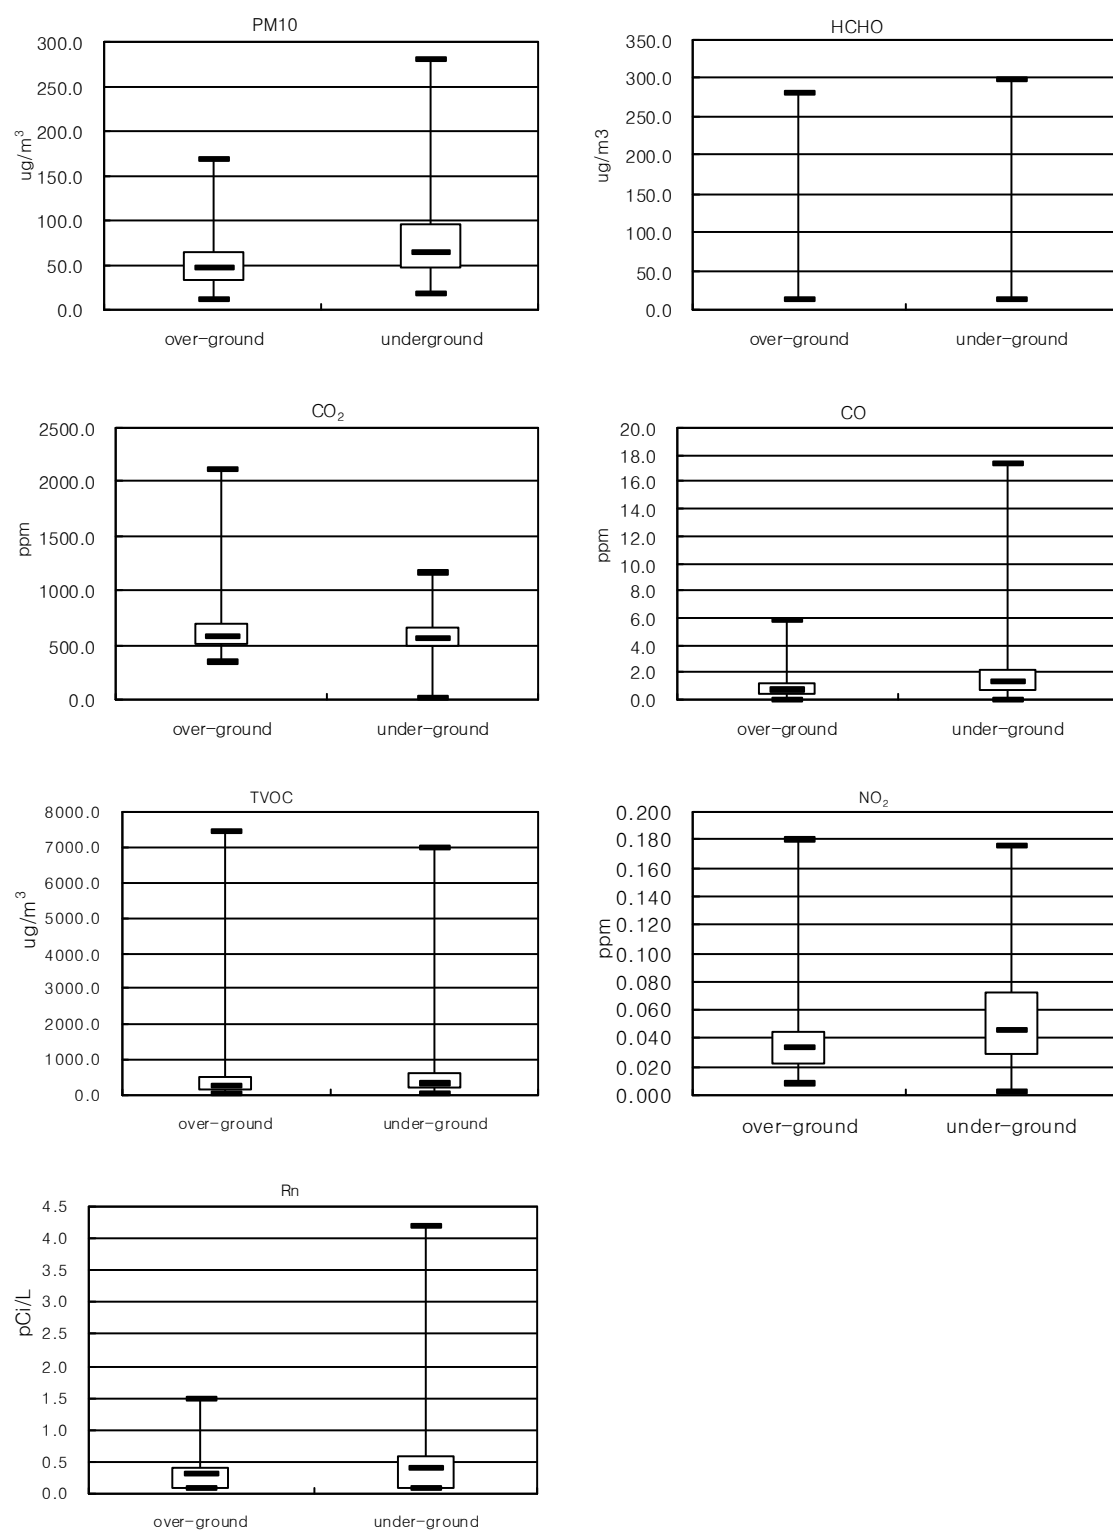 PM10
300.0
250.0
200.0
150.0
100.0
50.0
0.0
ug/m³
over-ground underground
HCHO
350.0
300.0
250.0
200.0
150.0
100.0
50.0
0.0
ug/m3
over-ground under-ground
CO₂
2500.0
2000.0
1500.0
1000.0
500.0
0.0
ppm
over-ground under-ground
CO
20.0
18.0
16.0
14.0
12.0
10.0
8.0
6.0
4.0
2.0
0.0
ppm
over-ground under-ground
TVOC
8000.0
7000.0
6000.0
5000.0
4000.0
3000.0
2000.0
1000.0
0.0
ug/m³
over-ground under-ground
NO₂
0.200
0.180
0.160
0.140
0.120
0.100
0.080
0.060
0.040
0.020
0.000
ppm
over-ground under-ground
Rn
4.5
4.0
3.5
3.0
2.5
2.0
1.5
1.0
0.5
0.0
pCi/L
over-ground under-ground